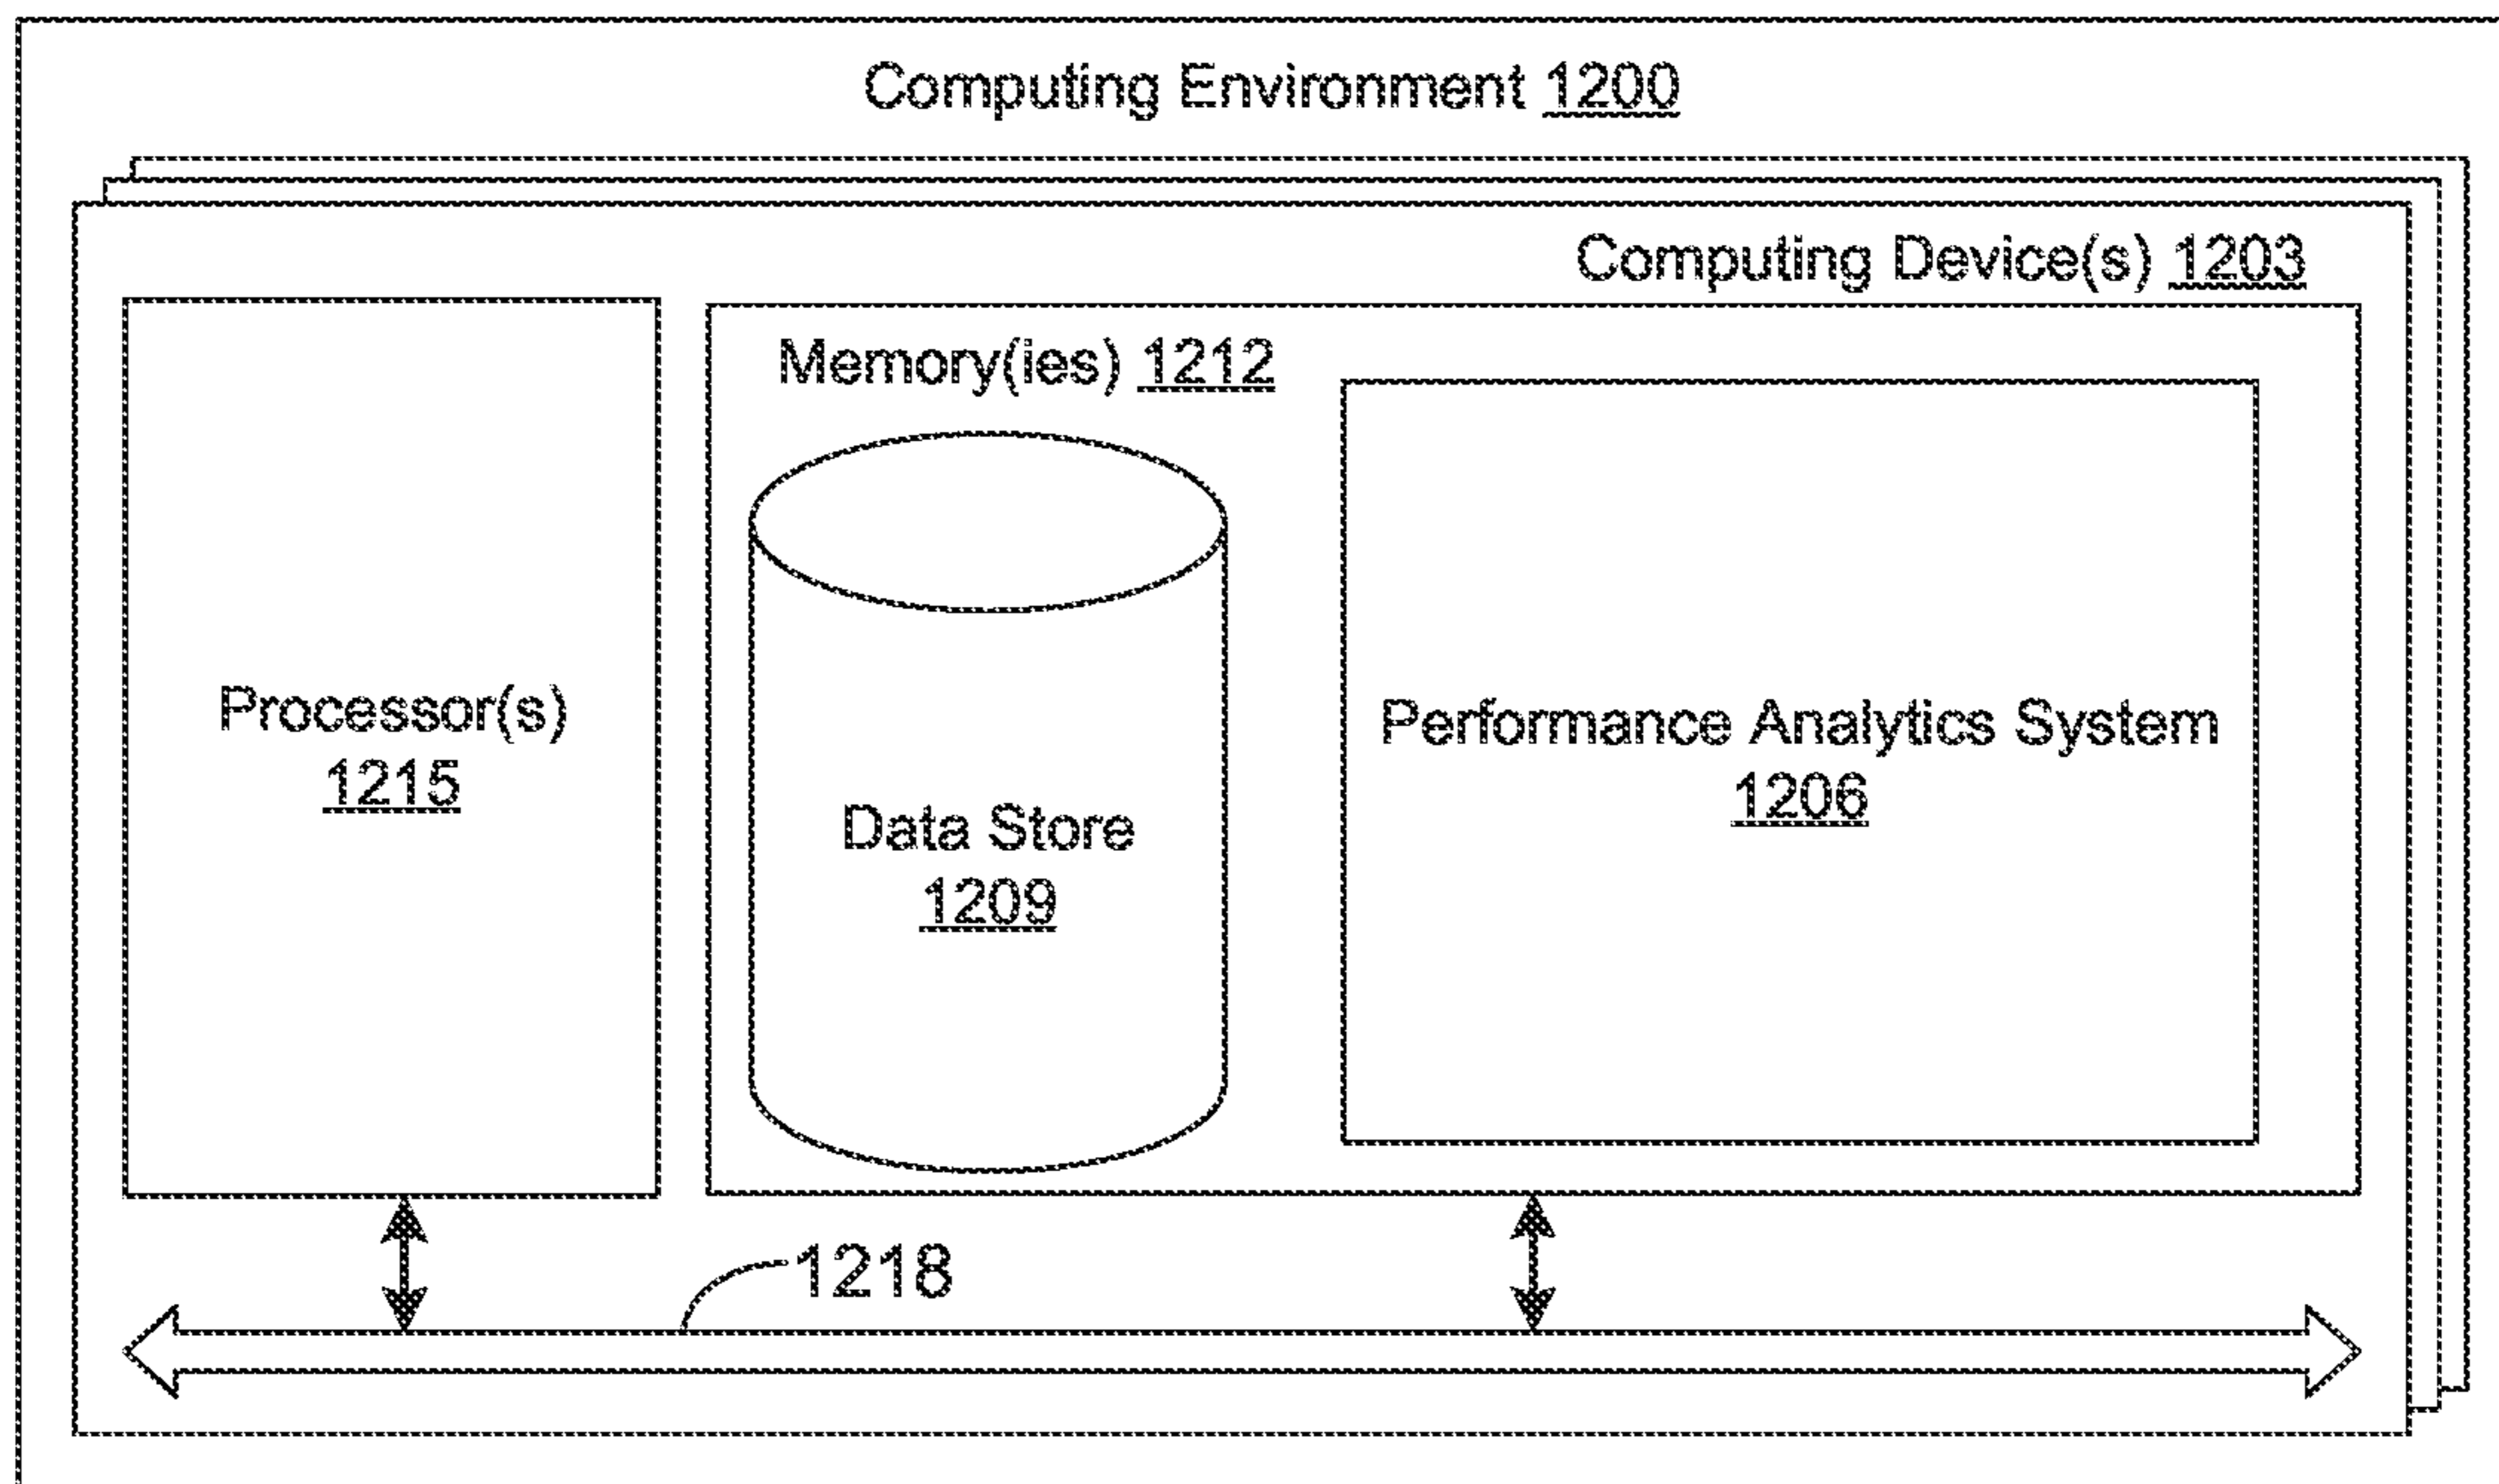 Computing Environment 1200
Computing Device(s) 1203
Memory(ies) 1212
Processor(s)
1215
Data Store
1209
Performance Analytics System
1206
1218